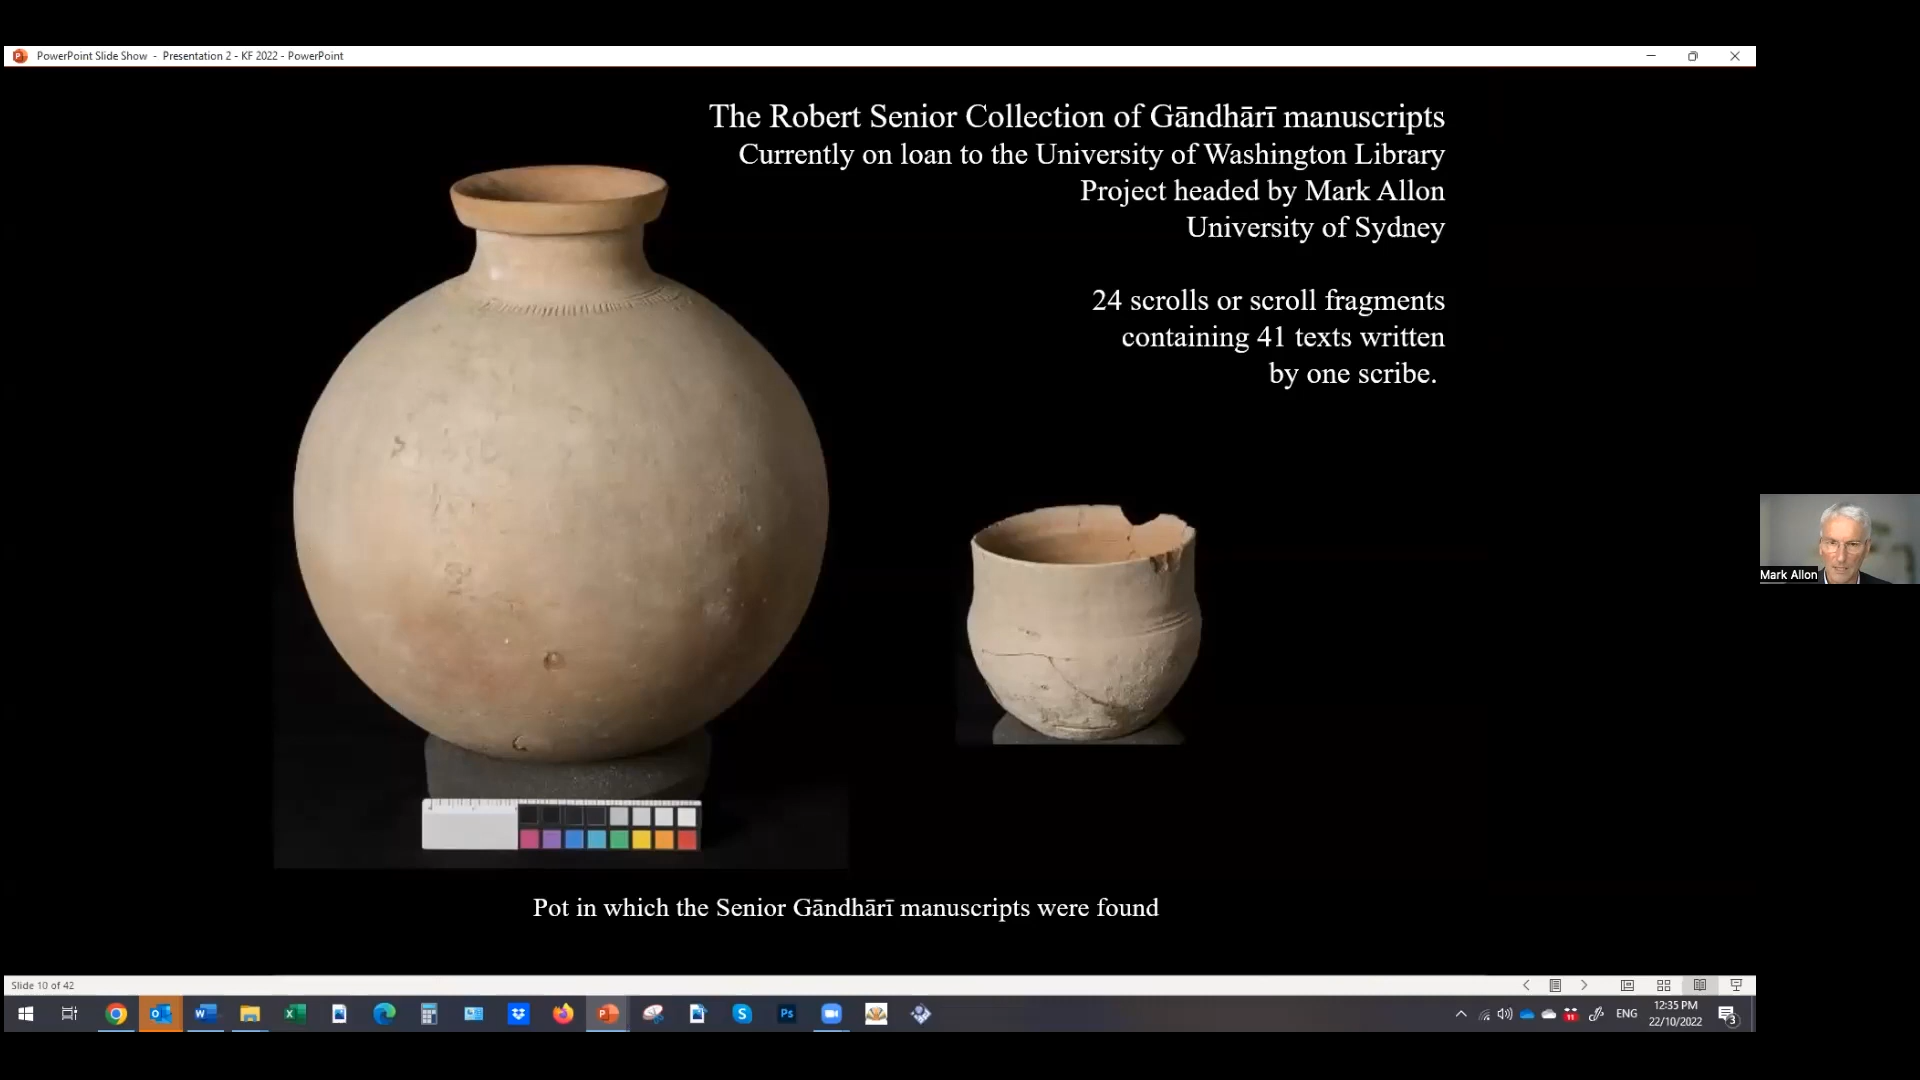 PowerPoint Slide Show - Presentation 2 - KF 2022 - PowerPoint
The Robert Senior Collection of Gāndhārī manuscripts
Currently on loan to the University of Washington Library
Project headed by Mark Allon
University of Sydney
24 scrolls or scroll fragments
containing 41 texts written
by one scribe.
Mark Allon
Pot in which the Senior Gāndhārī manuscripts were found
Slide 10 of 42
ENG
12:35 PM
22/10/2022
3